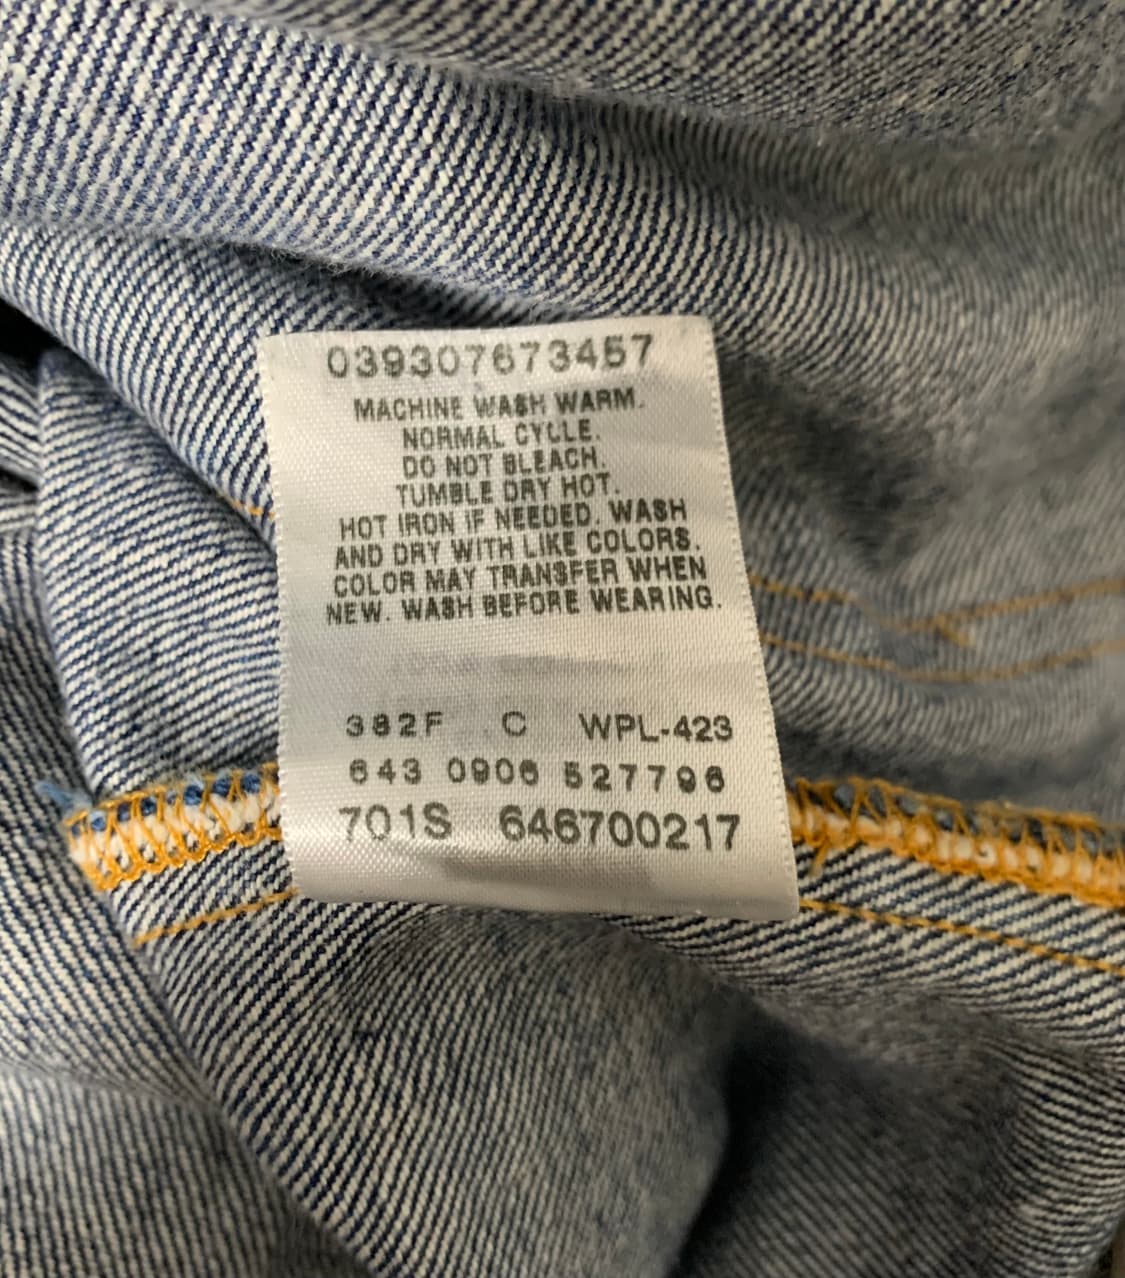 039307673457
MACHINE WASH WARM.
NORMAL CYCLE.
DO NOT BLEACH.
TUMBLE DRY HOT.
HOT IRON IF NEEDED. WASH
AND DRY WITH LIKE COLORS.
COLOR MAY TRANSFER WHEN
NEW. WASH BEFORE WEARING.
382F C WPL-423
643 0906 527796
701S 646700217